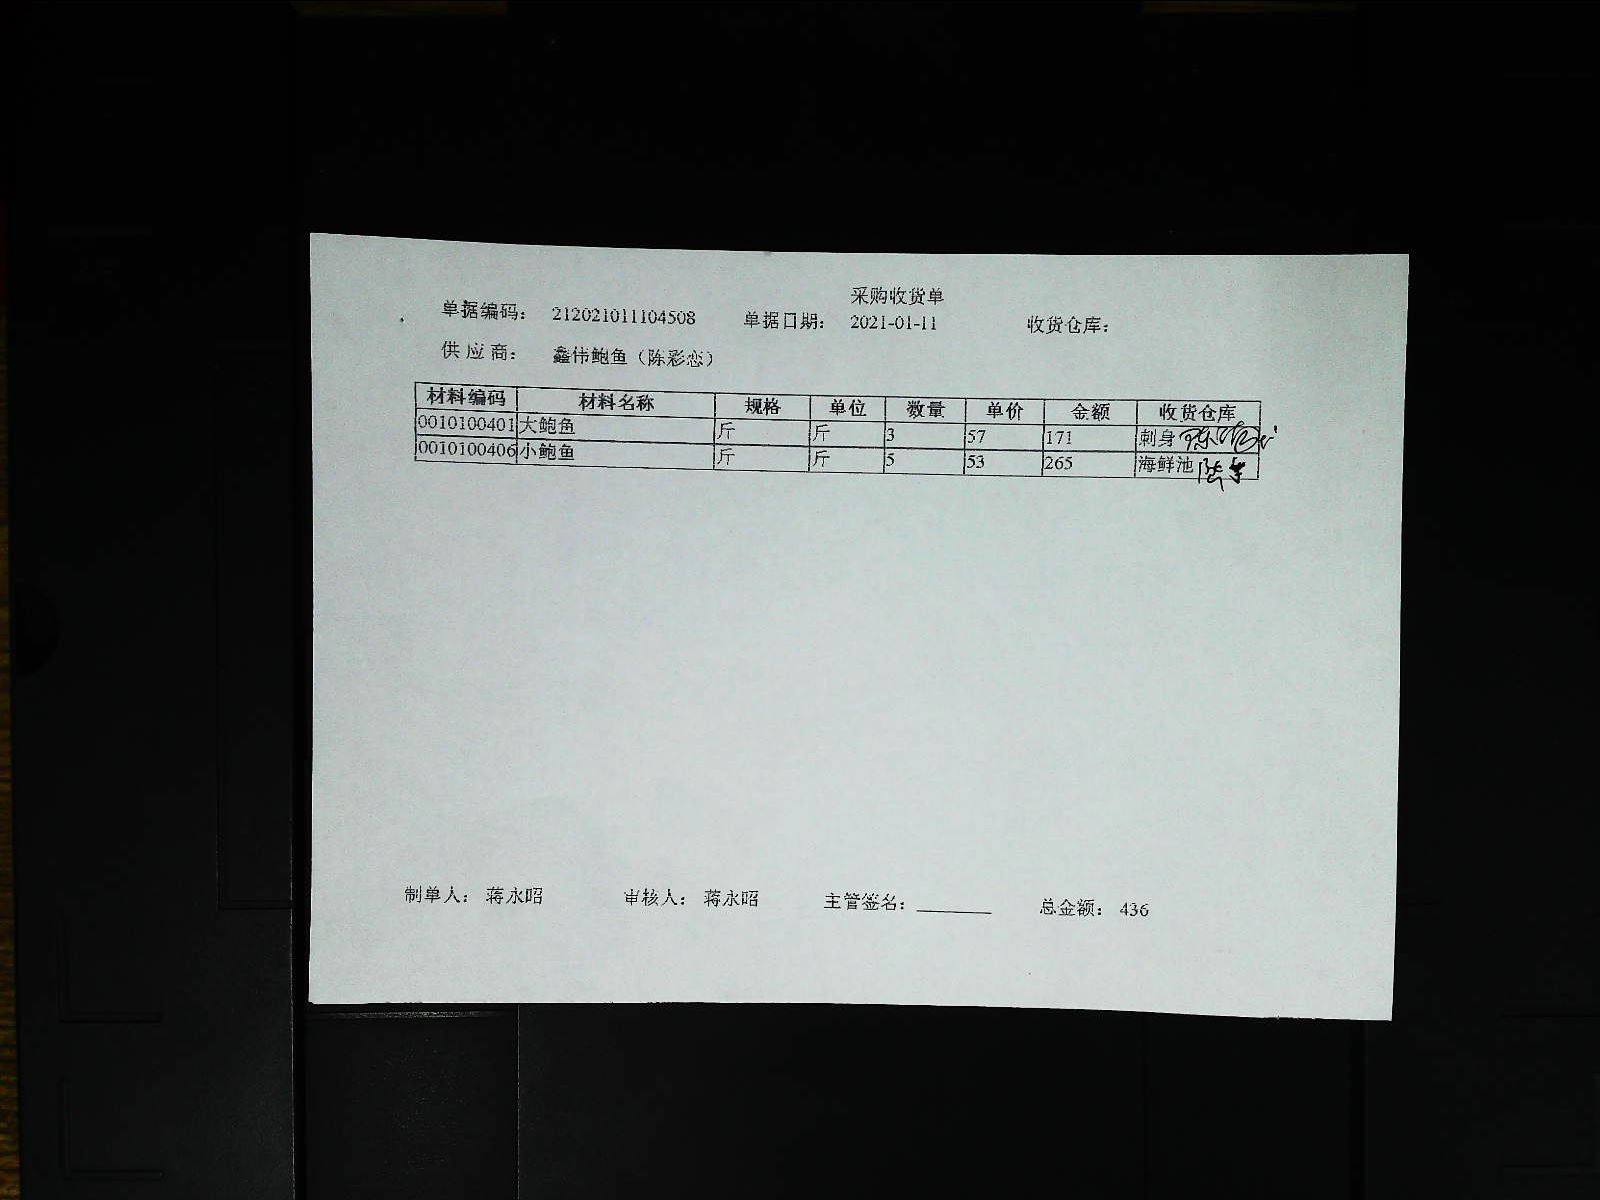 采购收货单
单据编码: 212021011104508 单据日期: 2021-01-11 收货仓库:
供应商: 鑫伟鲍鱼（陈彩恋）
材料编码 材料名称 规格 单位 数量 单价 金额 收货仓库
0010100401 大鲍鱼 斤 斤 3 57 171 刺身
0010100406 小鲍鱼 斤 斤 5 53 265 海鲜池
制单人: 蒋永昭 审核人: 蒋永昭 主管签名: 总金额: 436